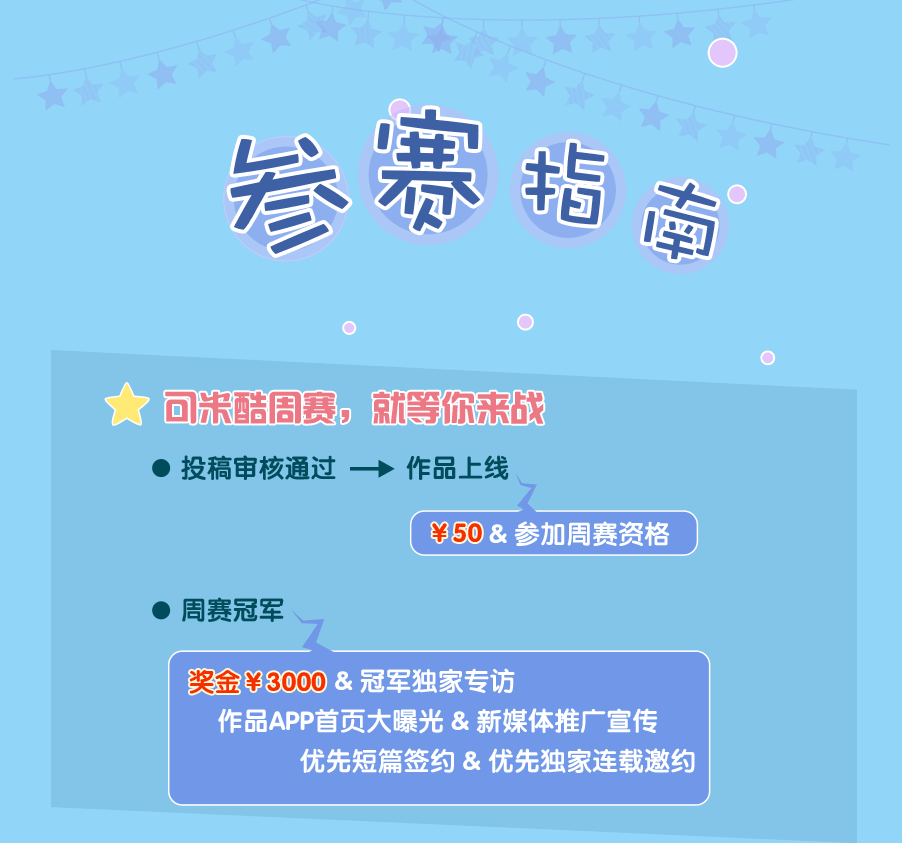 参赛指南
可米酷周赛，就等你来战
● 投稿审核通过 → 作品上线
￥50 & 参加周赛资格
● 周赛冠军
奖金￥3000 & 冠军独家专访
作品APP首页大曝光 & 新媒体推广宣传
优先短篇签约 & 优先独家连载邀约